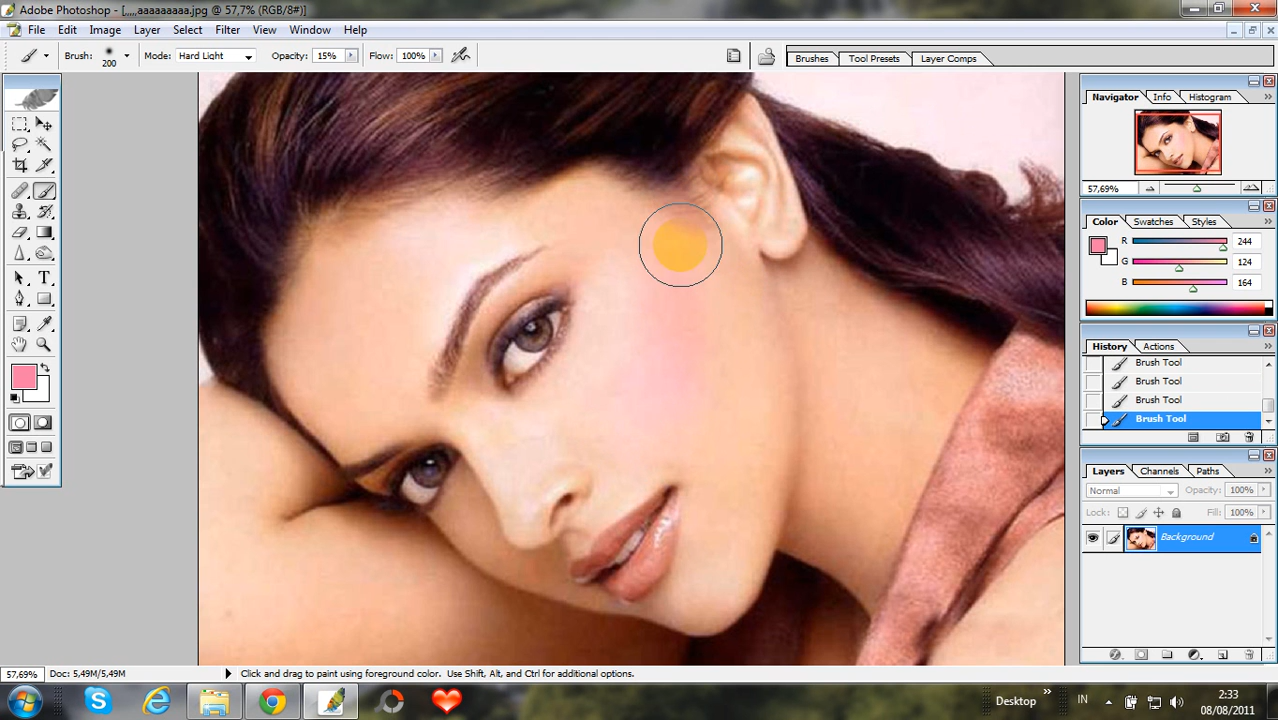 Adobe Photoshop - [,,,,aaaaaaaaa.jpg @ 57,7% (RGB/8#)]
File Edit Image Layer Select Filter View Window Help
Brush: 200 Mode: Hard Light Opacity: 15% Flow: 100% Brushes Tool Presets Layer Comps
Navigator Info Histogram
57,69%
Color Swatches Styles
R 244
G 124
B 164
History Actions
Brush Tool
Brush Tool
Brush Tool
Brush Tool
Layers Channels Paths
Normal Opacity: 100%
Lock: Fill: 100%
Background
T
57,69% Doc: 5,49M/5,49M Click and drag to paint using foreground color. Use Shift, Alt, and Ctrl for additional options.
Desktop IN 2:33
08/08/2011